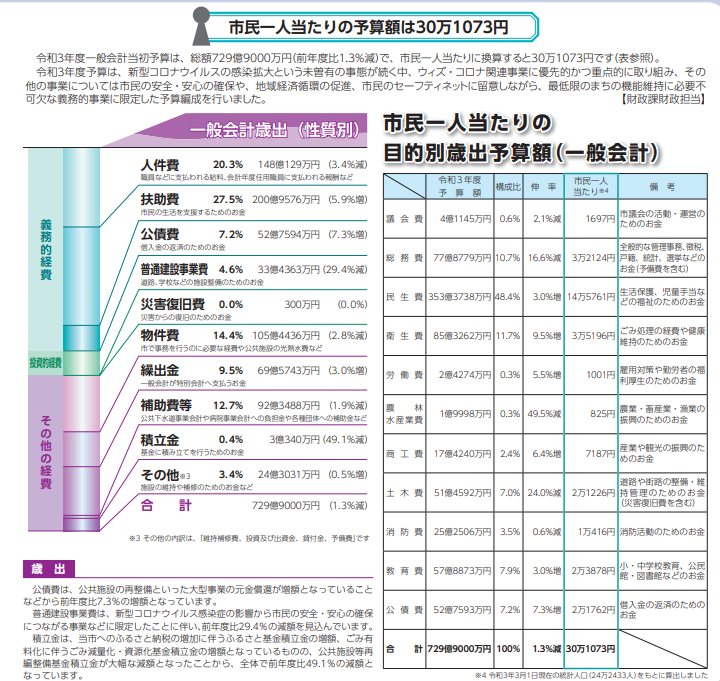 市民一人当たりの予算額は30万1073円
令和3年度一般会計当初予算は、総額729億9000万円(前年度比1.3%減)で、市民一人当たりに換算すると30万1073円です(表参照)。
令和3年度予算は、新型コロナウイルスの感染拡大という未曽有の事態が続く中、ウィズ・コロナ関連事業に優先的かつ重点的に取り組み、その
他の事業については市民の安全・安心の確保や、地域経済循環の促進、市民のセーフティネットに留意しながら、最低限のまちの機能維持に必要不
可欠な義務的事業に限定した予算編成を行いました。 【財政課財政担当】
一般会計歳出(性質別)
義務的経費
投資的経費
その他の経費
人件費 20.3% 148億129万円 (3.4%減)
職員などに支払われる給料、会計年度任用職員に支払われる報酬など
扶助費 27.5% 200億9576万円 (5.9%増)
市民の生活を支援するためのお金
公債費 7.2% 52億7594万円 (7.3%増)
借入金の返済のためのお金
普通建設事業費 4.6% 33億4363万円 (29.4%減)
道路、学校などの施設整備のためのお金
災害復旧費 0.0% 300万円 (0.0%)
災害からの復旧のためのお金
物件費 14.4% 105億4436万円 (2.8%減)
市で事務を行うのに必要な経費や公共施設の光熱水費など
繰出金 9.5% 69億5743万円 (3.0%増)
一般会計が特別会計へ支払うお金
補助費等 12.7% 92億3488万円 (1.9%減)
公共下水道事業会計や病院事業会計への負担金や各種団体への補助金など
積立金 0.4% 3億340万円 (49.1%減)
基金に積み立てを行うためのお金
その他※3 3.4% 24億3031万円 (0.5%増)
施設の維持や補修のためのお金など
合計 729億9000万円 (1.3%減)
※3 その他の内訳は、「維持補修費、投資及び出資金、貸付金、予備費」です
歳出
公債費は、公共施設の再整備といった大型事業の元金償還が増額となっていること
などから前年度比7.3%の増額となっています。
普通建設事業費は、新型コロナウイルス感染症の影響から市民の安全・安心の確保
につながる事業などに限定したことに伴い、前年度比29.4%の減額を見込んでいます。
積立金は、当市へのふるさと納税の増加に伴うふるさと基金積立金の増額、ごみ有
料化に伴うごみ減量化・資源化基金積立金の増額となっているものの、公共施設等再
編整備基金積立金が大幅な減額となったことから、全体で前年度比49.1%の減額と
なっています。
市民一人当たりの
目的別歳出予算額(一般会計)
令和3年度 予算額 構成比 伸率 市民一人当たり※4 備考
議会費 4億1145万円 0.6% 2.1%減 1697円 市議会の活動・運営のためのお金
総務費 77億8779万円 10.7% 16.6%減 3万2124円 全般的な管理事務、徴税、戸籍、統計、選挙などのお金(予備費を含む)
民生費 353億3738万円 48.4% 3.0%増 14万5761円 生活保護、児童手当などの福祉のためのお金
衛生費 85億3262万円 11.7% 9.5%増 3万5196円 ごみ処理の経費や健康維持のためのお金
労働費 2億4274万円 0.3% 5.5%増 1001円 雇用対策や勤労者の福利厚生のためのお金
農林水産業費 1億9998万円 0.3% 49.5%減 825円 農業・畜産業・漁業の振興のためのお金
商工費 17億4240万円 2.4% 6.4%増 7187円 産業や観光の振興のためのお金
土木費 51億4592万円 7.0% 24.0%減 2万1226円 道路や街路の整備・維持管理のためのお金(災害復旧費を含む)
消防費 25億2506万円 3.5% 0.6%減 1万416円 消防活動のためのお金
教育費 57億8873万円 7.9% 3.0%増 2万3878円 小・中学校教育、公民館・図書館などのお金
公債費 52億7593万円 7.2% 7.3%増 2万1762円 借入金の返済のためのお金
合計 729億9000万円 100% 1.3%減 30万1073円
※4 令和3年3月1日現在の統計人口(24万2433人)をもとに算出しました